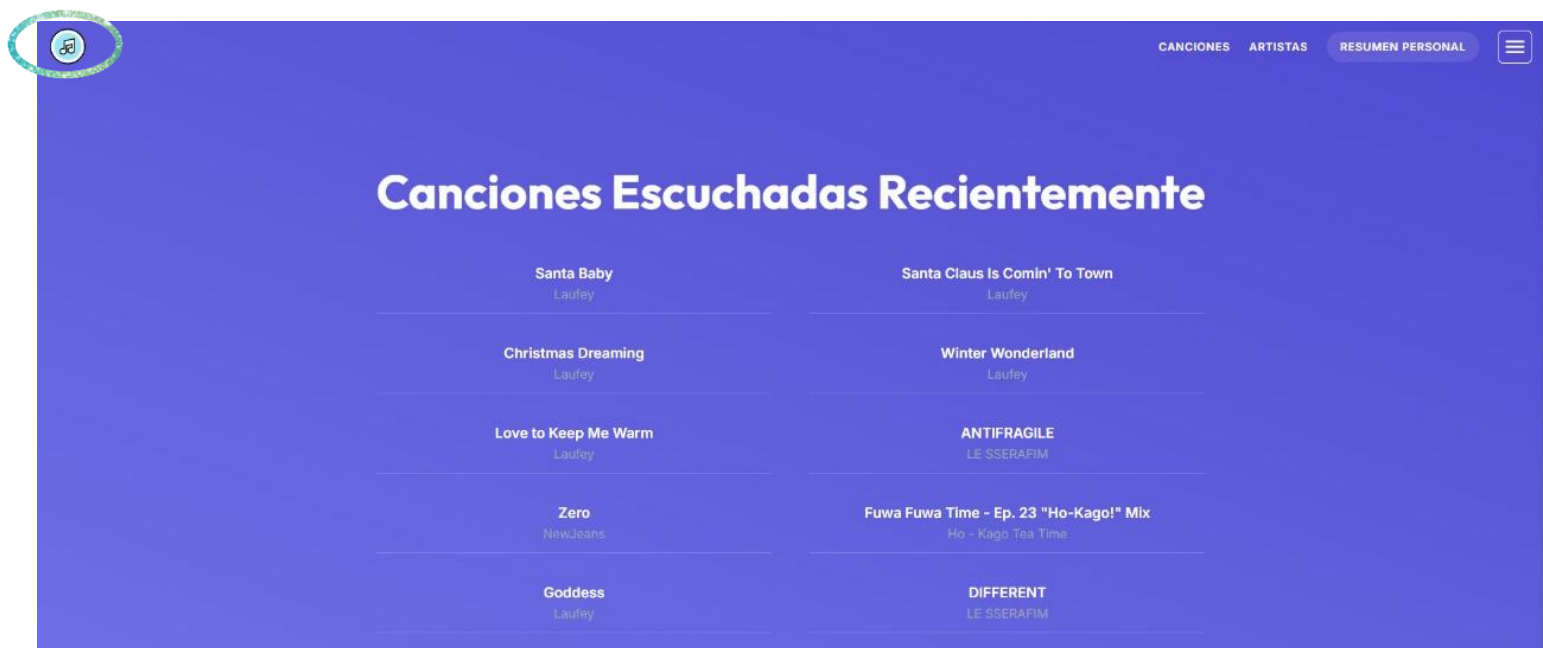 CANCIONES ARTISTAS RESUMEN PERSONAL
Canciones Escuchadas Recientemente
Santa Baby
Laufey
Santa Claus Is Comin' To Town
Laufey
Christmas Dreaming
Laufey
Winter Wonderland
Laufey
Love to Keep Me Warm
Laufey
ANTIFRAGILE
LE SSERAFIM
Zero
NewJeans
Fuwa Fuwa Time - Ep. 23 "Ho-Kago!" Mix
Ho - Kago Tea Time
Goddess
Laufey
DIFFERENT
LE SSERAFIM